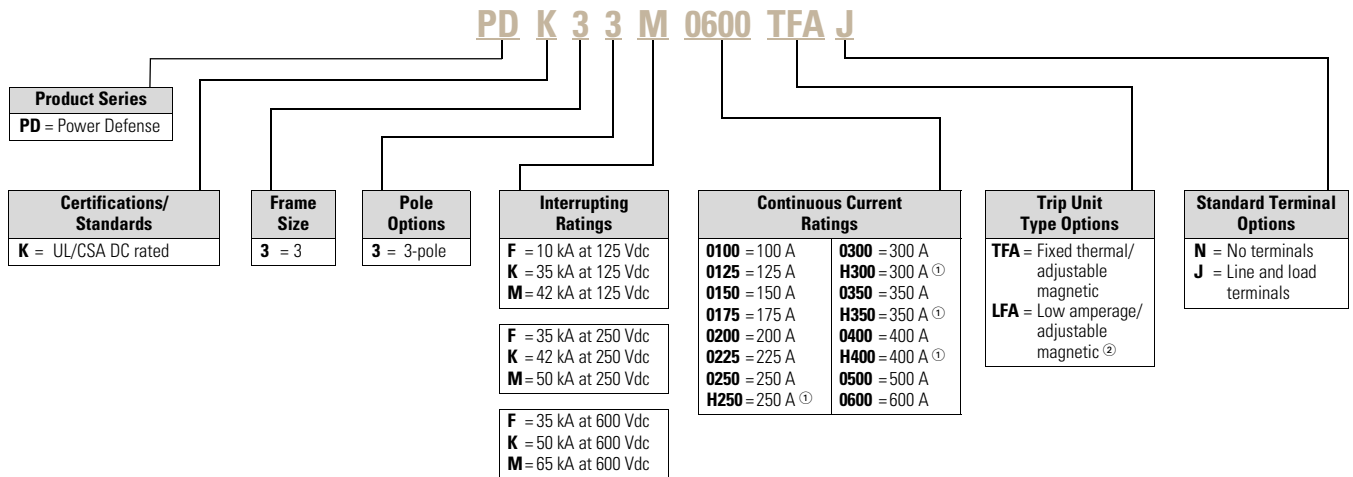 PD K 3 3 M 0600 TFA J
Product Series
PD = Power Defense
Certifications/
Standards
K = UL/CSA DC rated
Frame
Size
3 = 3
Pole
Options
3 = 3-pole
Interrupting
Ratings
F = 10 kA at 125 Vdc
K = 35 kA at 125 Vdc
M = 42 kA at 125 Vdc
F = 35 kA at 250 Vdc
K = 42 kA at 250 Vdc
M = 50 kA at 250 Vdc
F = 35 kA at 600 Vdc
K = 50 kA at 600 Vdc
M = 65 kA at 600 Vdc
Continuous Current
Ratings
0100 = 100 A
0125 = 125 A
0150 = 150 A
0175 = 175 A
0200 = 200 A
0225 = 225 A
0250 = 250 A
H250 = 250 A ①
0300 = 300 A
H300 = 300 A ①
0350 = 350 A
H350 = 350 A ①
0400 = 400 A
H400 = 400 A ①
0500 = 500 A
0600 = 600 A
Trip Unit
Type Options
TFA = Fixed thermal/
adjustable
magnetic
LFA = Low amperage/
adjustable
magnetic ②
Standard Terminal
Options
N = No terminals
J = Line and load
terminals